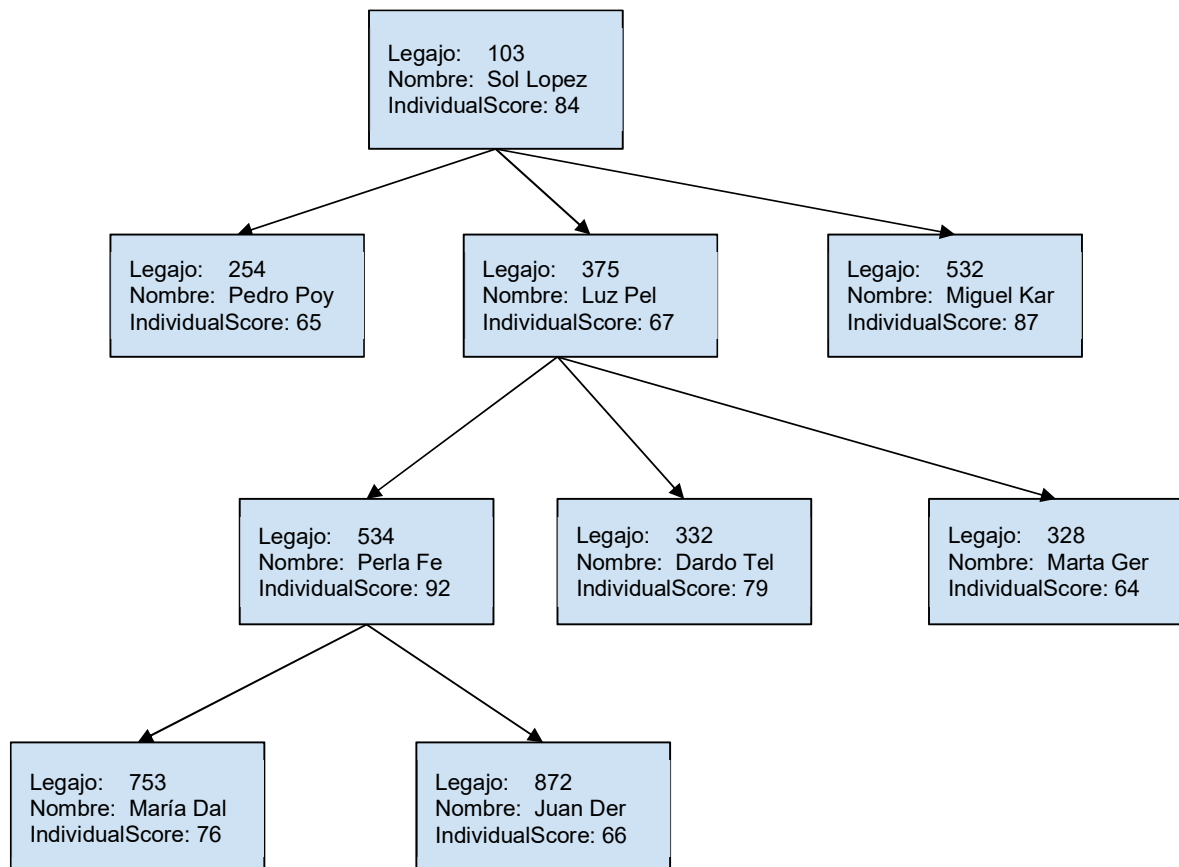 Legajo: 103
Nombre: Sol Lopez
IndividualScore: 84
Legajo: 254
Nombre: Pedro Poy
IndividualScore: 65
Legajo: 375
Nombre: Luz Pel
IndividualScore: 67
Legajo: 532
Nombre: Miguel Kar
IndividualScore: 87
Legajo: 534
Nombre: Perla Fe
IndividualScore: 92
Legajo: 332
Nombre: Dardo Tel
IndividualScore: 79
Legajo: 328
Nombre: Marta Ger
IndividualScore: 64
Legajo: 753
Nombre: María Dal
IndividualScore: 76
Legajo: 872
Nombre: Juan Der
IndividualScore: 66